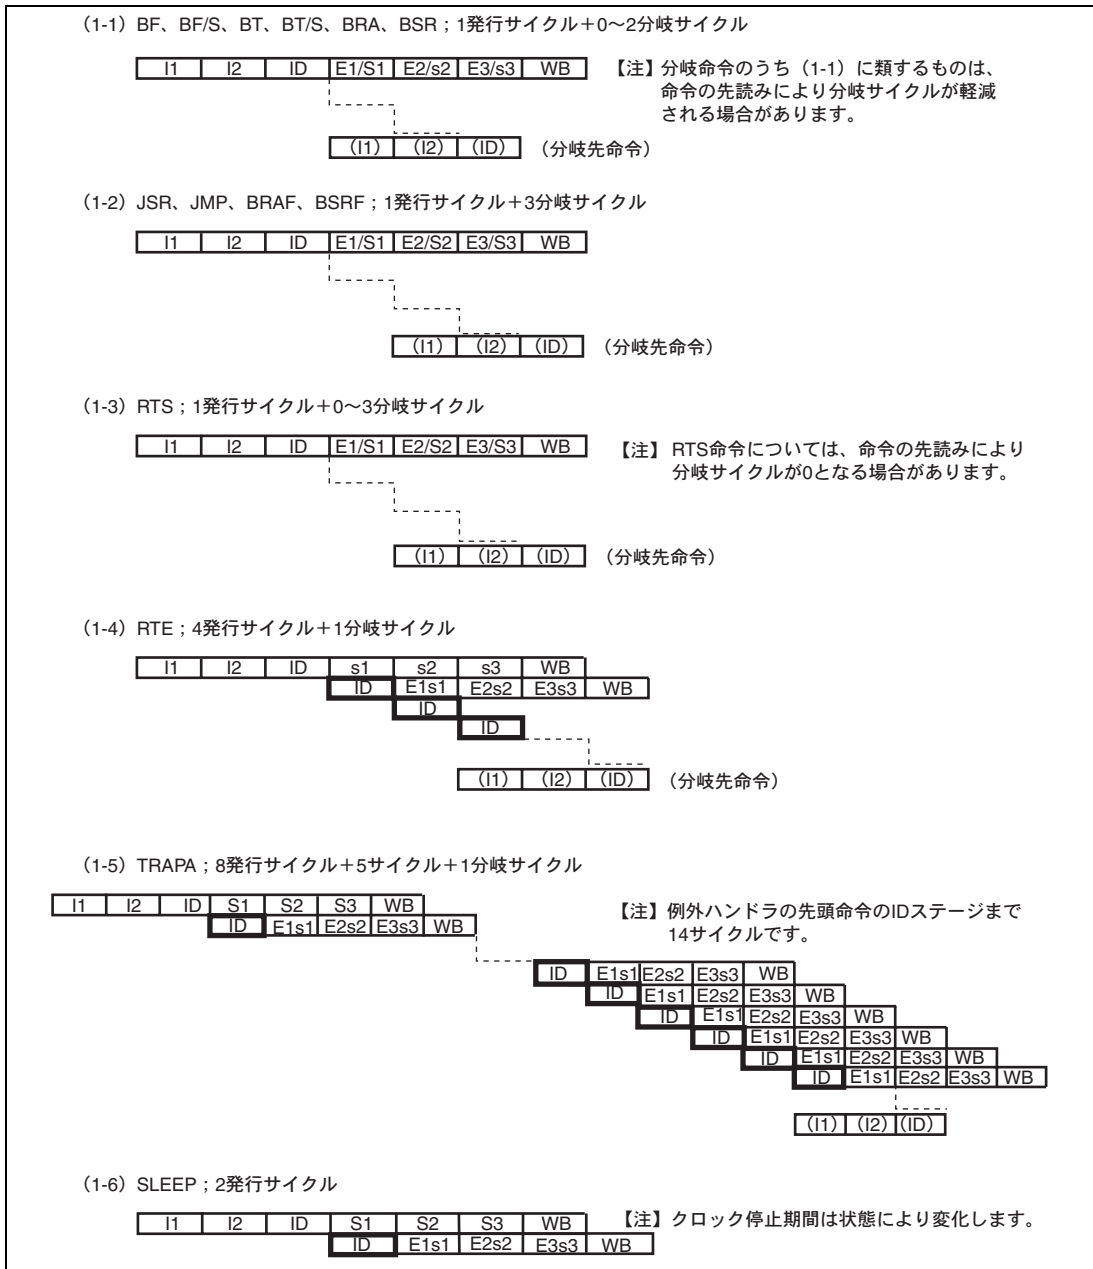 (1-1) BF、BF/S、BT、BT/S、BRA、BSR；1発行サイクル＋0～2分岐サイクル
I1 I2 ID E1/S1 E2/s2 E3/s3 WB
【注】分岐命令のうち（1-1）に類するものは、
命令の先読みにより分岐サイクルが軽減
される場合があります。
(I1) (I2) (ID) （分岐先命令）
(1-2) JSR、JMP、BRAF、BSRF；1発行サイクル＋3分岐サイクル
I1 I2 ID E1/S1 E2/S2 E3/S3 WB
(I1) (I2) (ID) （分岐先命令）
(1-3) RTS；1発行サイクル＋0～3分岐サイクル
I1 I2 ID E1/S1 E2/S2 E3/S3 WB
【注】RTS命令については、命令の先読みにより
分岐サイクルが0となる場合があります。
(I1) (I2) (ID) （分岐先命令）
(1-4) RTE；4発行サイクル＋1分岐サイクル
I1 I2 ID s1 s2 s3 WB
ID E1s1 E2s2 E3s3 WB
ID
ID
(I1) (I2) (ID) （分岐先命令）
(1-5) TRAPA；8発行サイクル＋5サイクル＋1分岐サイクル
I1 I2 ID S1 S2 S3 WB
ID E1s1 E2s2 E3s3 WB
【注】例外ハンドラの先頭命令のIDステージまで
14サイクルです。
ID E1s1 E2s2 E3s3 WB
ID E1s1 E2s2 E3s3 WB
ID E1s1 E2s2 E3s3 WB
ID E1s1 E2s2 E3s3 WB
ID E1s1 E2s2 E3s3 WB
ID E1s1 E2s2 E3s3 WB
(I1) (I2) (ID)
(1-6) SLEEP；2発行サイクル
I1 I2 ID S1 S2 S3 WB
ID E1s1 E2s2 E3s3 WB
【注】クロック停止期間は状態により変化します。